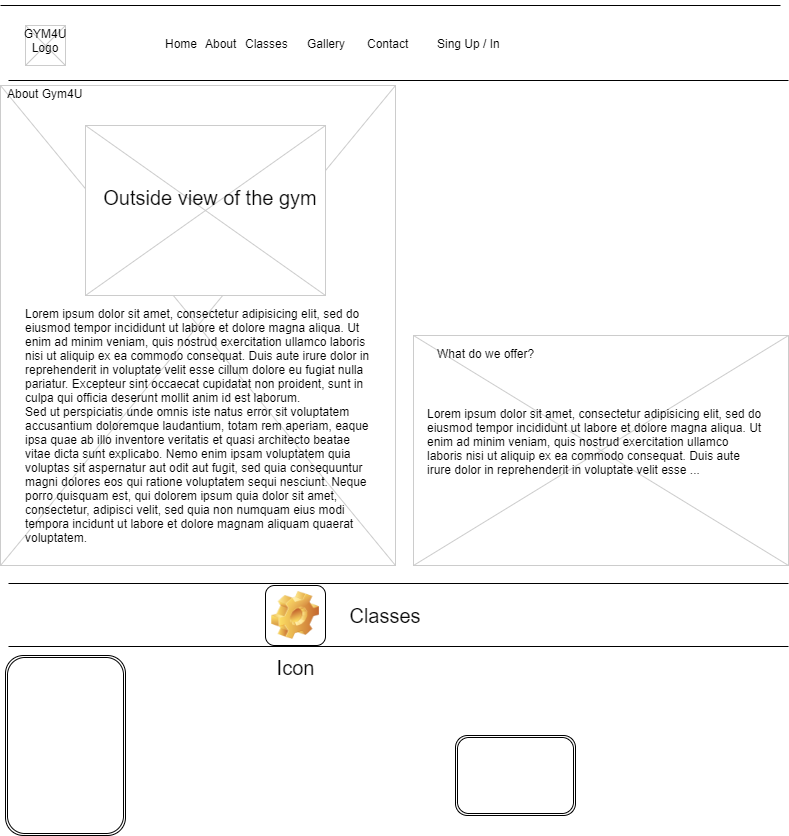 GYM4U
Logo
Home About Classes Gallery Contact Sing Up / In
About Gym4U
Outside view of the gym
Lorem ipsum dolor sit amet, consectetur adipisicing elit, sed do
eiusmod tempor incididunt ut labore et dolore magna aliqua. Ut
enim ad minim veniam, quis nostrud exercitation ullamco laboris
nisi ut aliquip ex ea commodo consequat. Duis aute irure dolor in
reprehenderit in voluptate velit esse cillum dolore eu fugiat nulla
pariatur. Excepteur sint occaecat cupidatat non proident, sunt in
culpa qui officia deserunt mollit anim id est laborum.
Sed ut perspiciatis unde omnis iste natus error sit voluptatem
accusantium doloremque laudantium, totam rem aperiam, eaque
ipsa quae ab illo inventore veritatis et quasi architecto beatae
vitae dicta sunt explicabo. Nemo enim ipsam voluptatem quia
voluptas sit aspernatur aut odit aut fugit, sed quia consequuntur
magni dolores eos qui ratione voluptatem sequi nesciunt. Neque
porro quisquam est, qui dolorem ipsum quia dolor sit amet,
consectetur, adipisci velit, sed quia non numquam eius modi
tempora incidunt ut labore et dolore magnam aliquam quaerat
voluptatem.
What do we offer?
Lorem ipsum dolor sit amet, consectetur adipisicing elit, sed do
eiusmod tempor incididunt ut labore et dolore magna aliqua. Ut
enim ad minim veniam, quis nostrud exercitation ullamco
laboris nisi ut aliquip ex ea commodo consequat. Duis aute
irure dolor in reprehenderit in voluptate velit esse ...
Classes
Icon